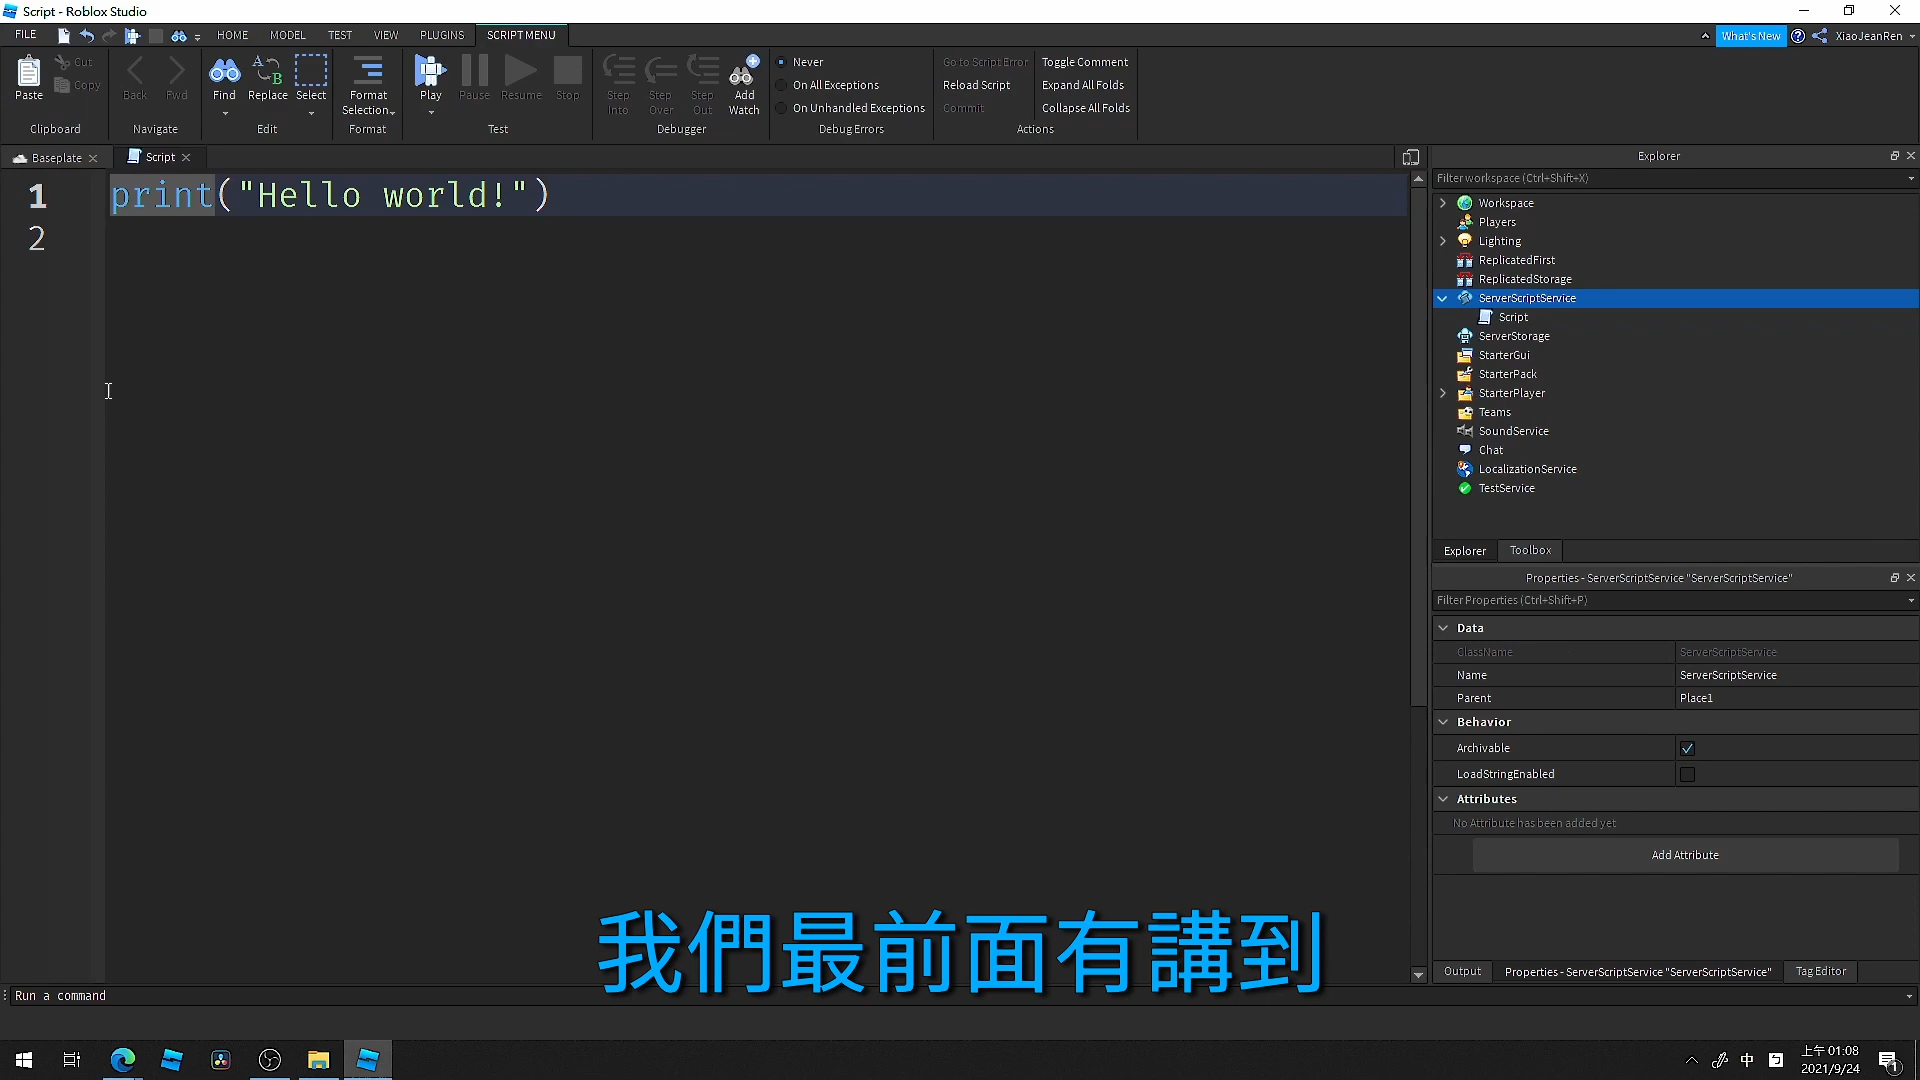 Script - Roblox Studio
FILE HOME MODEL TEST VIEW PLUGINS SCRIPT MENU What's New XiaoJeanRen
Paste Cut Copy Back Fwd Find Replace Select Format Selection Play Pause Resume Stop Step Into Step Over Step Out Add Watch
Never
On All Exceptions
On Unhandled Exceptions
Go to Script Error
Reload Script
Commit
Toggle Comment
Expand All Folds
Collapse All Folds
Clipboard Navigate Edit Format Test Debugger Debug Errors Actions
Baseplate Script
1 print("Hello world!")
2
Explorer
Filter workspace (Ctrl+Shift+X)
Workspace
Players
Lighting
ReplicatedFirst
ReplicatedStorage
ServerScriptService
Script
ServerStorage
StarterGui
StarterPack
StarterPlayer
Teams
SoundService
Chat
LocalizationService
TestService
Explorer Toolbox
Properties - ServerScriptService "ServerScriptService"
Filter Properties (Ctrl+Shift+P)
Data
ClassName ServerScriptService
Name ServerScriptService
Parent Place1
Behavior
Archivable
LoadStringEnabled
Attributes
No Attribute has been added yet
Add Attribute
我們最前面有講到
Output Properties - ServerScriptService "ServerScriptService" Tag Editor
Run a command
中 上午 01:08
2021/9/24
1